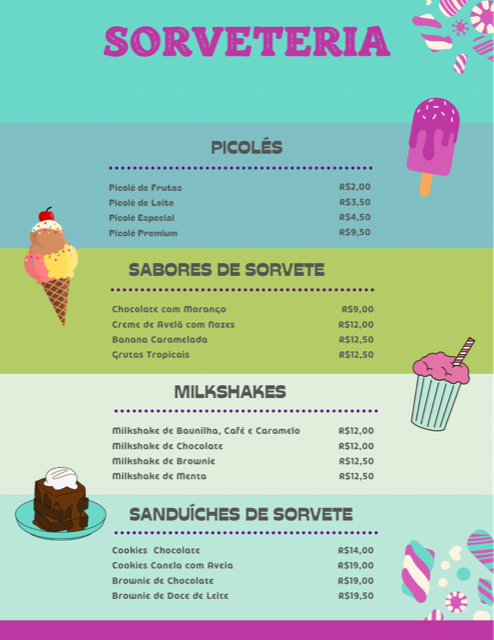 SORVETERIA
PICOLÉS
Picolé de Frutas R$2,00
Picolé de Leite R$3,50
Picolé Especial R$4,50
Picolé Premium R$9,50
SABORES DE SORVETE
Chocolate com Morango R$9,00
Creme de Avelã com Nozes R$12,00
Banana Caramelada R$12,50
Grutas Tropicais R$12,50
MILKSHAKES
Milkshake de Baunilha, Café e Caramelo R$12,00
Milkshake de Chocolate R$12,00
Milkshake de Brownie R$12,50
Milkshake de Menta R$12,50
SANDUÍCHES DE SORVETE
Cookies Chocolate R$14,00
Cookies Canela com Aveia R$19,00
Brownie de Chocolate R$19,00
Brownie de Doce de Leite R$19,50